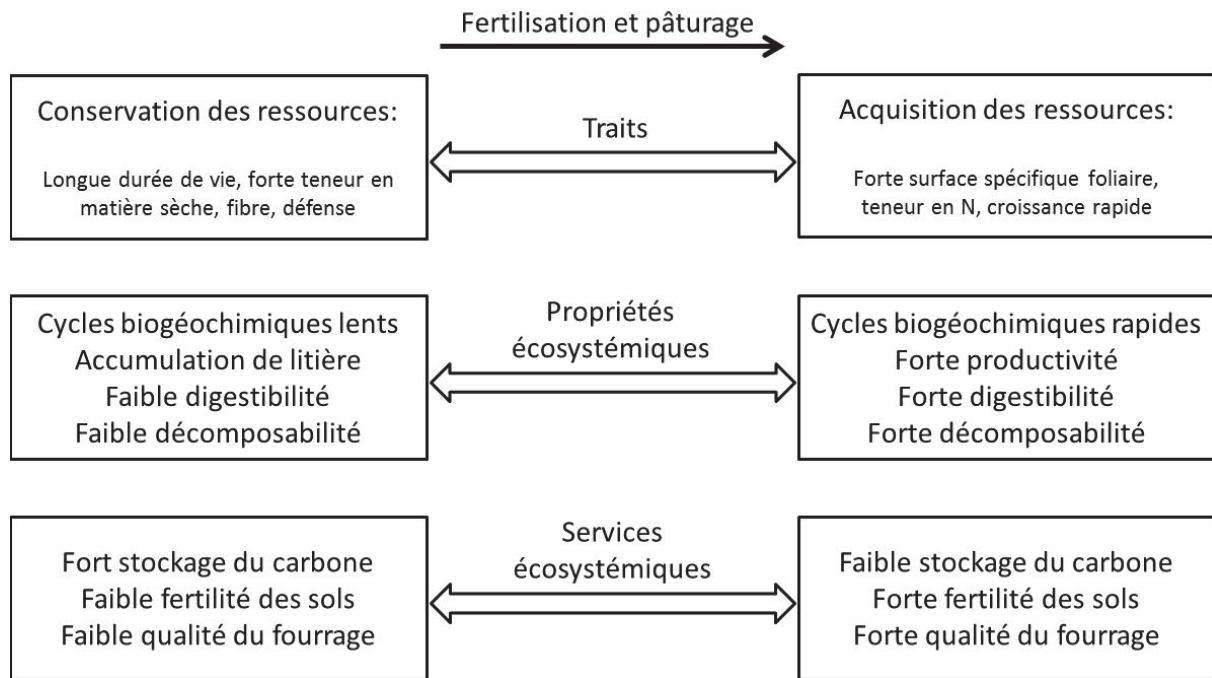 Fertilisation et pâturage
Conservation des ressources:
Longue durée de vie, forte teneur en
matière sèche, fibre, défense
Traits
Acquisition des ressources:
Forte surface spécifique foliaire,
teneur en N, croissance rapide
Cycles biogéochimiques lents
Accumulation de litière
Faible digestibilité
Faible décomposabilité
Propriétés
écosystémiques
Cycles biogéochimiques rapides
Forte productivité
Forte digestibilité
Forte décomposabilité
Fort stockage du carbone
Faible fertilité des sols
Faible qualité du fourrage
Services
écosystémiques
Faible stockage du carbone
Forte fertilité des sols
Forte qualité du fourrage